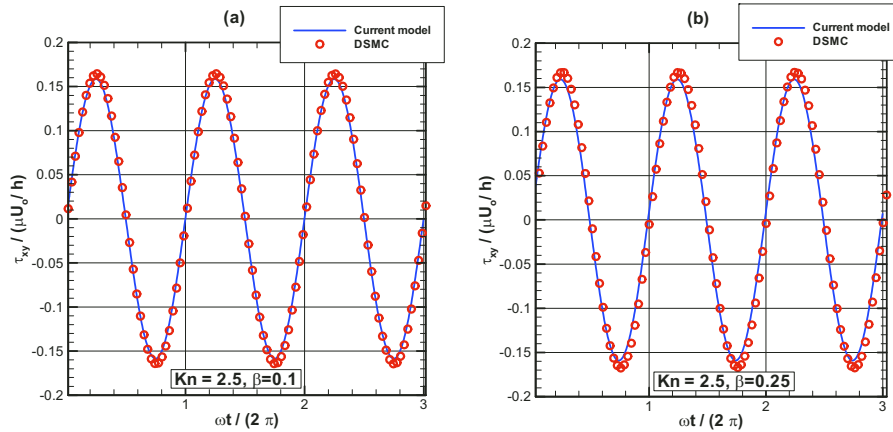 (a)
Current model
DSMC
0.2
0.15
0.1
0.05
0
-0.05
-0.1
-0.15
-0.2
τxy / (μUo/ h)
Kn = 2.5, β=0.1
1
2
3
ωt / (2 π)
(b)
Current model
DSMC
0.2
0.15
0.1
0.05
0
-0.05
-0.1
-0.15
-0.2
τxy / (μUo/ h)
Kn = 2.5, β=0.25
1
2
3
ωt / (2 π)